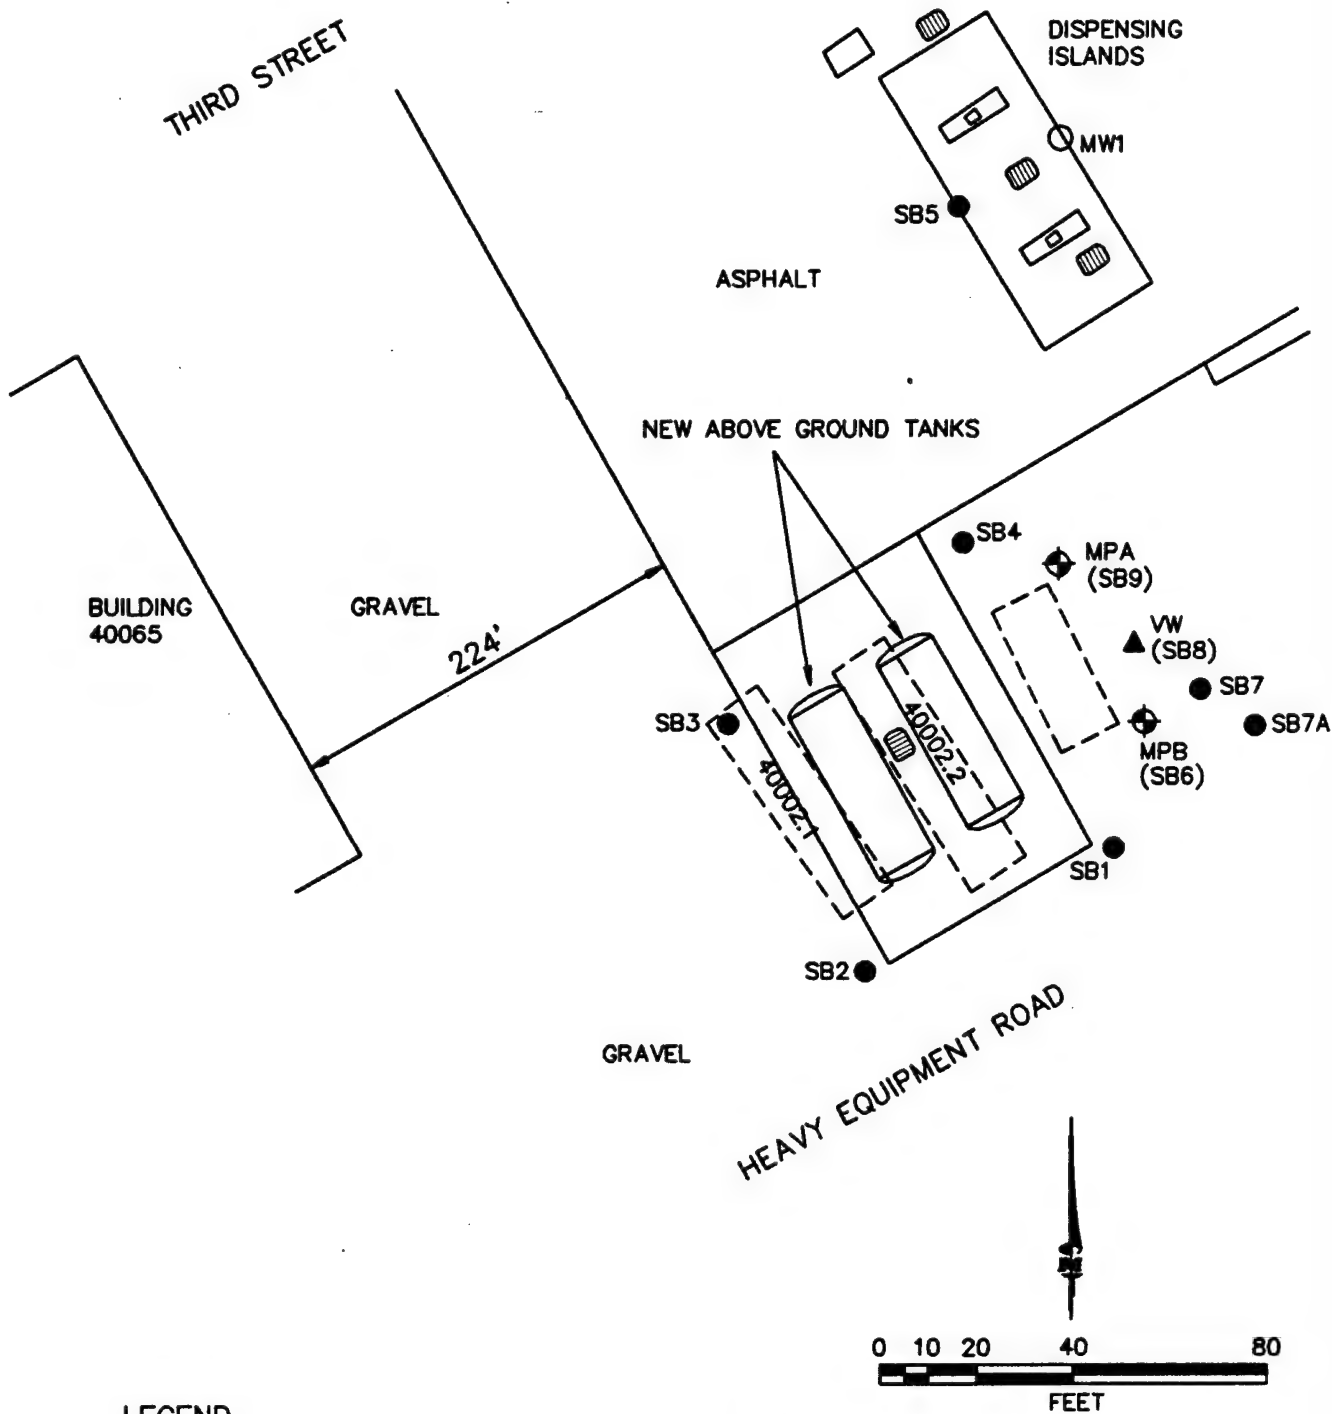 THIRD STREET
DISPENSING
ISLANDS
MW1
SB5
ASPHALT
NEW ABOVE GROUND TANKS
SB4
MPA
(SB9)
BUILDING
40065
GRAVEL
224'
VW
(SB8)
SB7
SB3
SB7A
40002.1
40002.2
MPB
(SB6)
SB1
SB2
GRAVEL
HEAVY EQUIPMENT ROAD
0 10 20 40 80
FEET
LEGEND